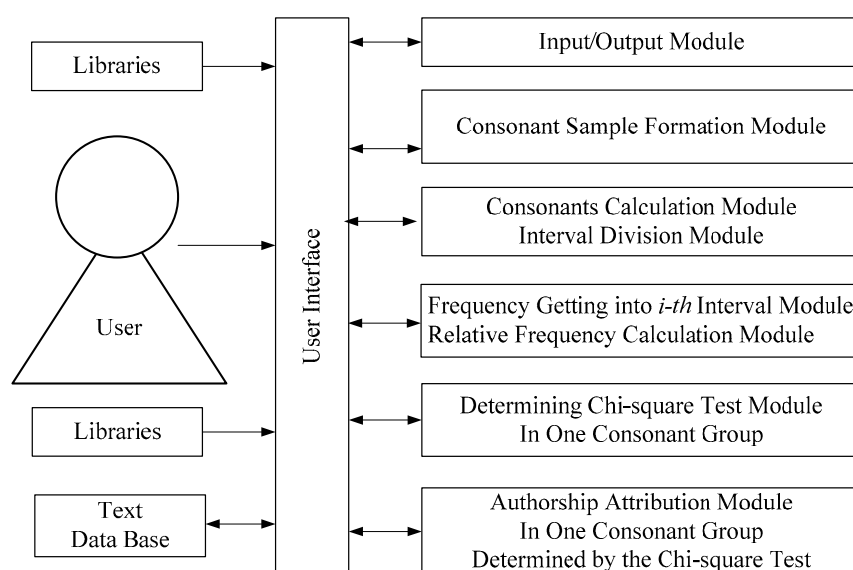 Libraries
User
Libraries
Text
Data Base
User Interface
Input/Output Module
Consonant Sample Formation Module
Consonants Calculation Module
Interval Division Module
Frequency Getting into i-th Interval Module
Relative Frequency Calculation Module
Determining Chi-square Test Module
In One Consonant Group
Authorship Attribution Module
In One Consonant Group
Determined by the Chi-square Test